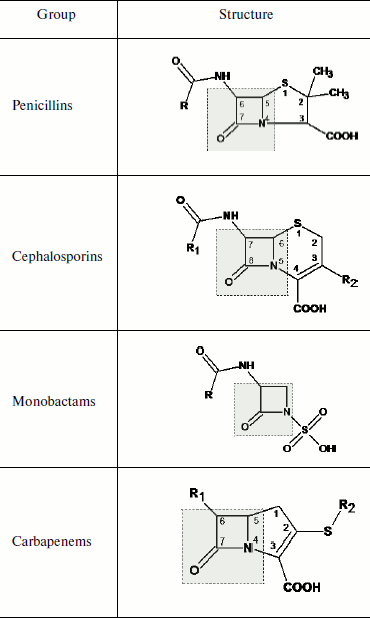 Group Structure
Penicillins
O
NH
R
S
1
CH3
2
CH3
6 5
7 N 4 3
O
COOH
Cephalosporins
O
NH
R1
S
1
2
7 6
8 N 5 3
O 4
R2
COOH
Monobactams
O
NH
R
N
O
O O
S
OH
Carbapenems
R1
R2
1
6 5
2
S
7 N 4
3
O
COOH